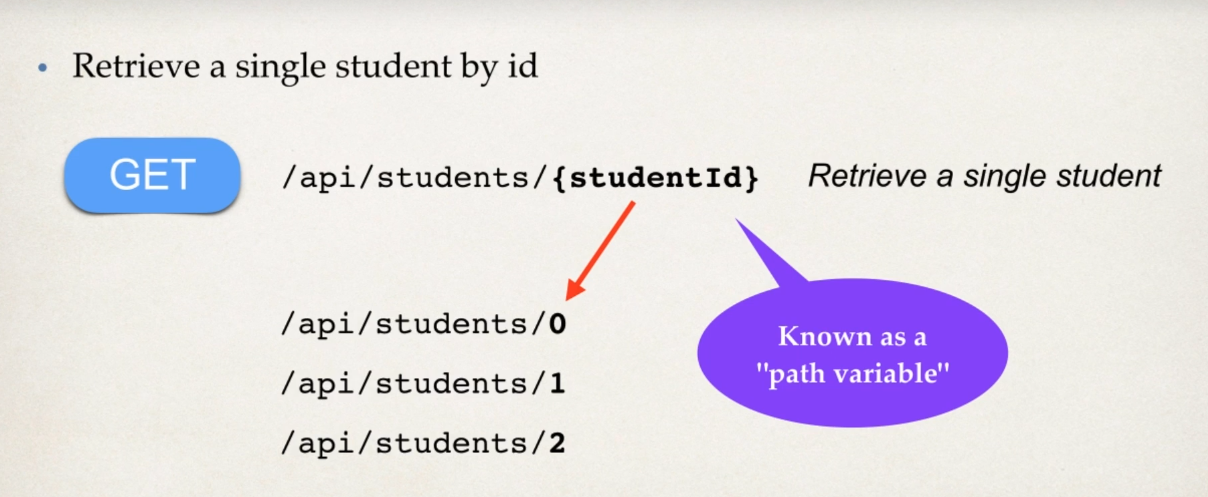 • Retrieve a single student by id
GET /api/students/{studentId} Retrieve a single student
/api/students/0
/api/students/1
/api/students/2
Known as a
"path variable"